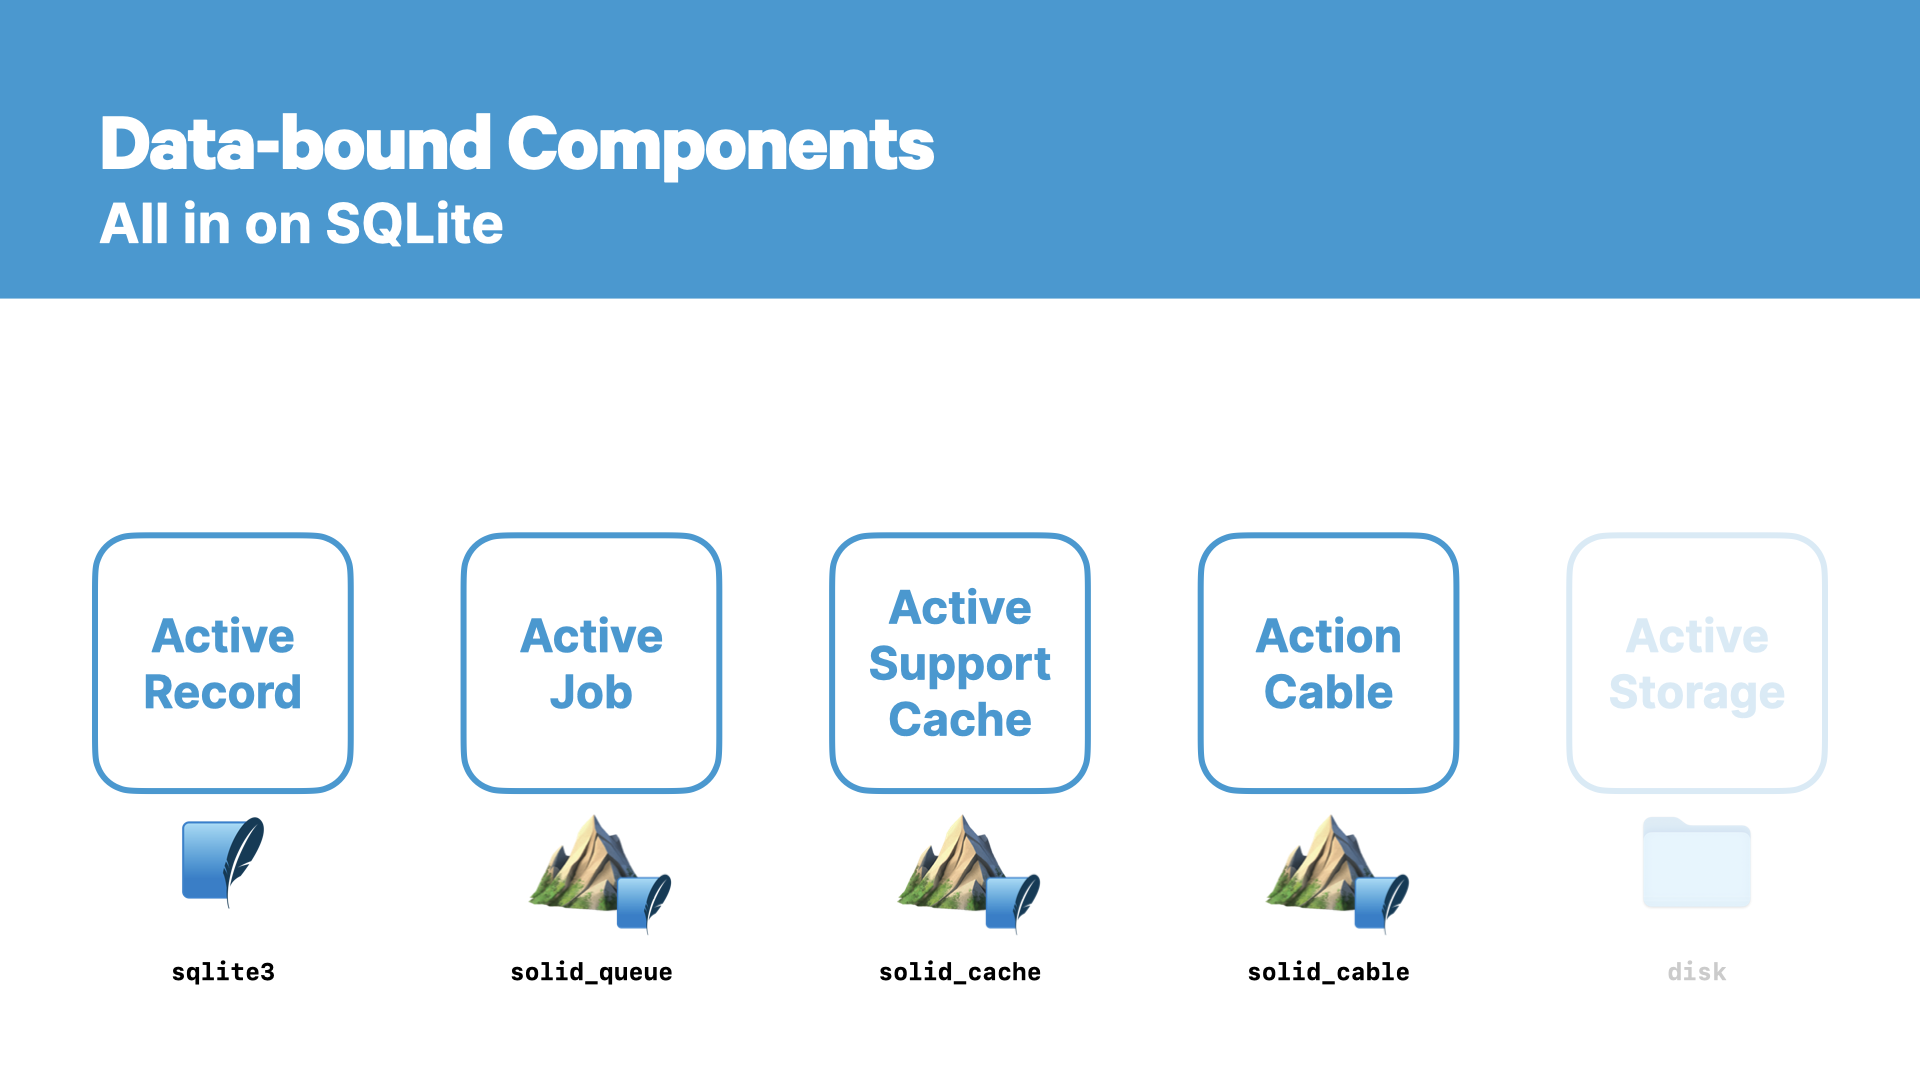 Data-bound Components
All in on SQLite
Active
Record
Active
Job
Active
Support
Cache
Action
Cable
Active
Storage
sqlite3
solid_queue
solid_cache
solid_cable
disk